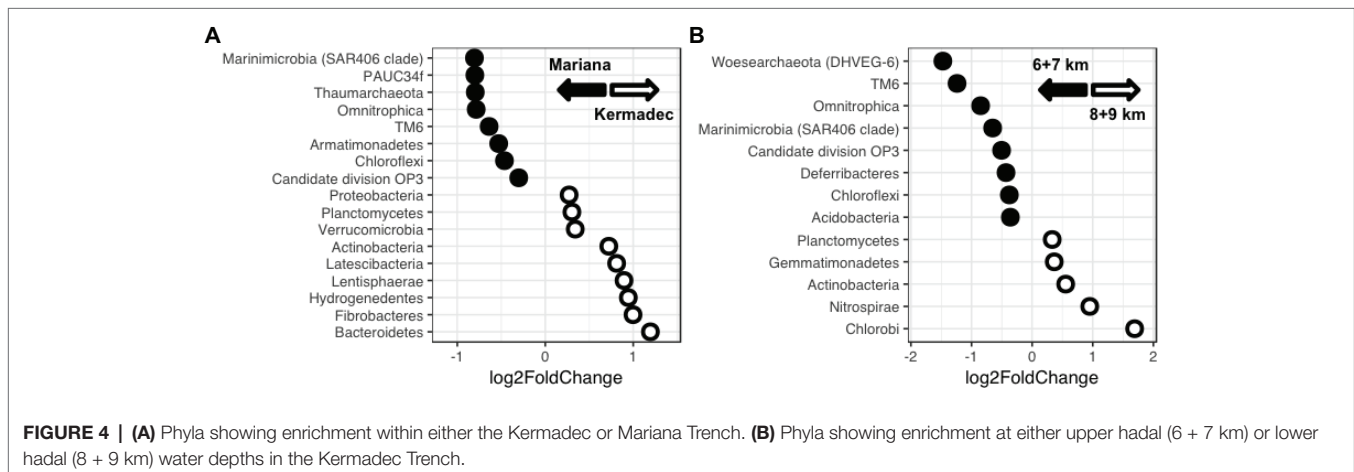 A
Marinimicrobia (SAR406 clade)
PAUC34f
Thaumarchaeota
Omnitrophica
TM6
Armatimonadetes
Chloroflexi
Candidate division OP3
Proteobacteria
Planctomycetes
Verrucomicrobia
Actinobacteria
Latescibacteria
Lentisphaerae
Hydrogenedentes
Fibrobacteres
Bacteroidetes
Mariana
Kermadec
-1 0 1
log2FoldChange
B
Woesearchaeota (DHVEG-6)
TM6
Omnitrophica
Marinimicrobia (SAR406 clade)
Candidate division OP3
Deferribacteres
Chloroflexi
Acidobacteria
Planctomycetes
Gemmatimonadetes
Actinobacteria
Nitrospirae
Chlorobi
6+7 km
8+9 km
-2 -1 0 1 2
log2FoldChange
FIGURE 4 | (A) Phyla showing enrichment within either the Kermadec or Mariana Trench. (B) Phyla showing enrichment at either upper hadal (6 + 7 km) or lower
hadal (8 + 9 km) water depths in the Kermadec Trench.